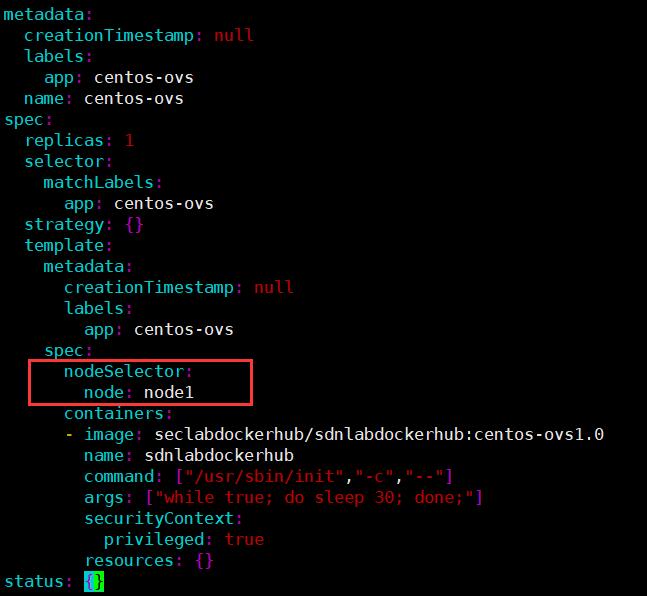 metadata:
  creationTimestamp: null
  labels:
    app: centos-ovs
  name: centos-ovs
spec:
  replicas: 1
  selector:
    matchLabels:
      app: centos-ovs
  strategy: {}
  template:
    metadata:
      creationTimestamp: null
      labels:
        app: centos-ovs
    spec:
      nodeSelector:
        node: node1
      containers:
      - image: seclabdockerhub/sdnlabdockerhub:centos-ovs1.0
        name: sdnlabdockerhub
        command: ["/usr/sbin/init","-c","--"]
        args: ["while true; do sleep 30; done;"]
        securityContext:
          privileged: true
        resources: {}
status: {}